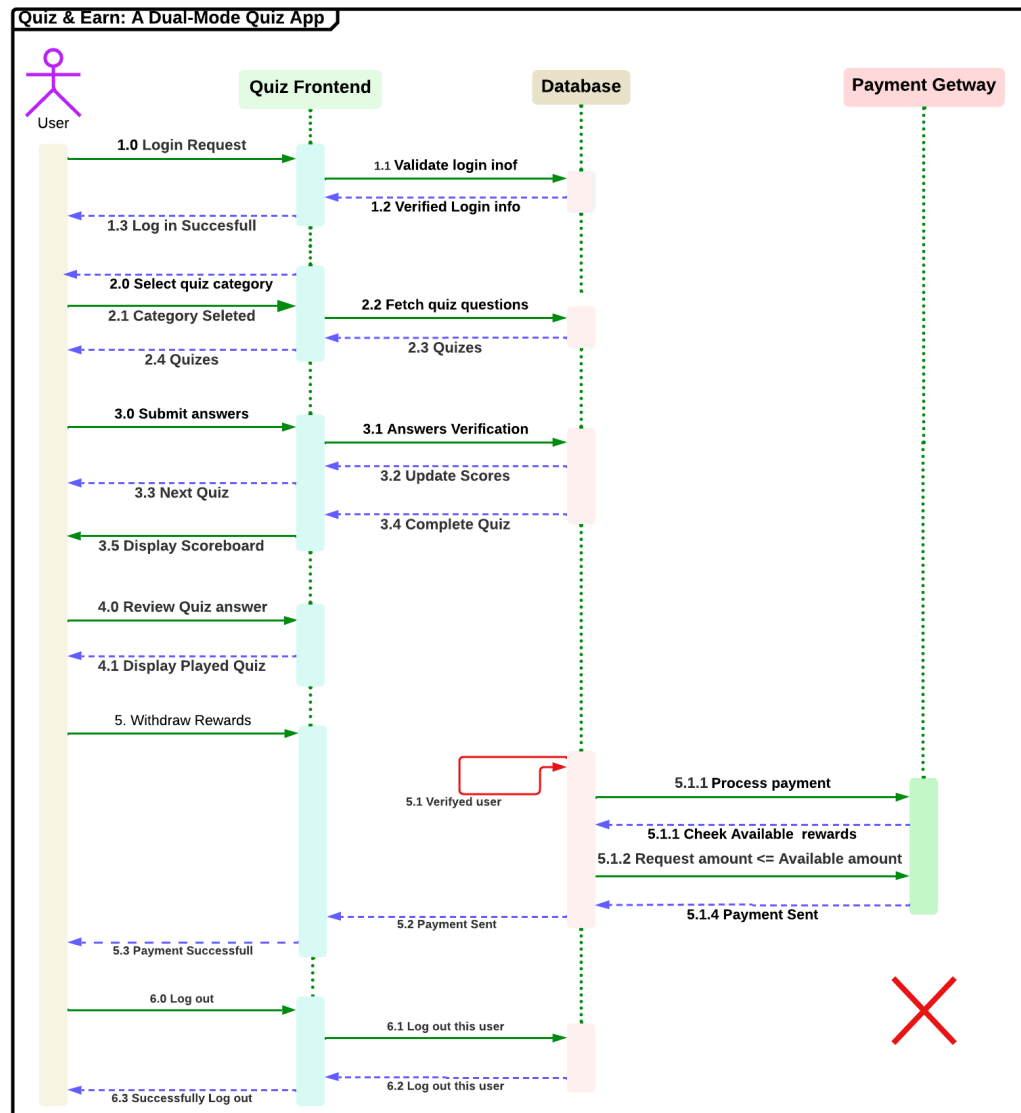 Quiz & Earn: A Dual-Mode Quiz App
User
Quiz Frontend
Database
Payment Getway
1.0 Login Request
1.1 Validate login inof
1.2 Verified Login info
1.3 Log in Succesfull
2.0 Select quiz category
2.1 Category Seleted
2.2 Fetch quiz questions
2.3 Quizes
2.4 Quizes
3.0 Submit answers
3.1 Answers Verification
3.2 Update Scores
3.3 Next Quiz
3.4 Complete Quiz
3.5 Display Scoreboard
4.0 Review Quiz answer
4.1 Display Played Quiz
5. Withdraw Rewards
5.1 Verifyed user
5.1.1 Process payment
5.1.1 Cheek Available rewards
5.1.2 Request amount <= Available amount
5.1.4 Payment Sent
5.2 Payment Sent
5.3 Payment Successfull
6.0 Log out
6.1 Log out this user
6.2 Log out this user
6.3 Successfully Log out